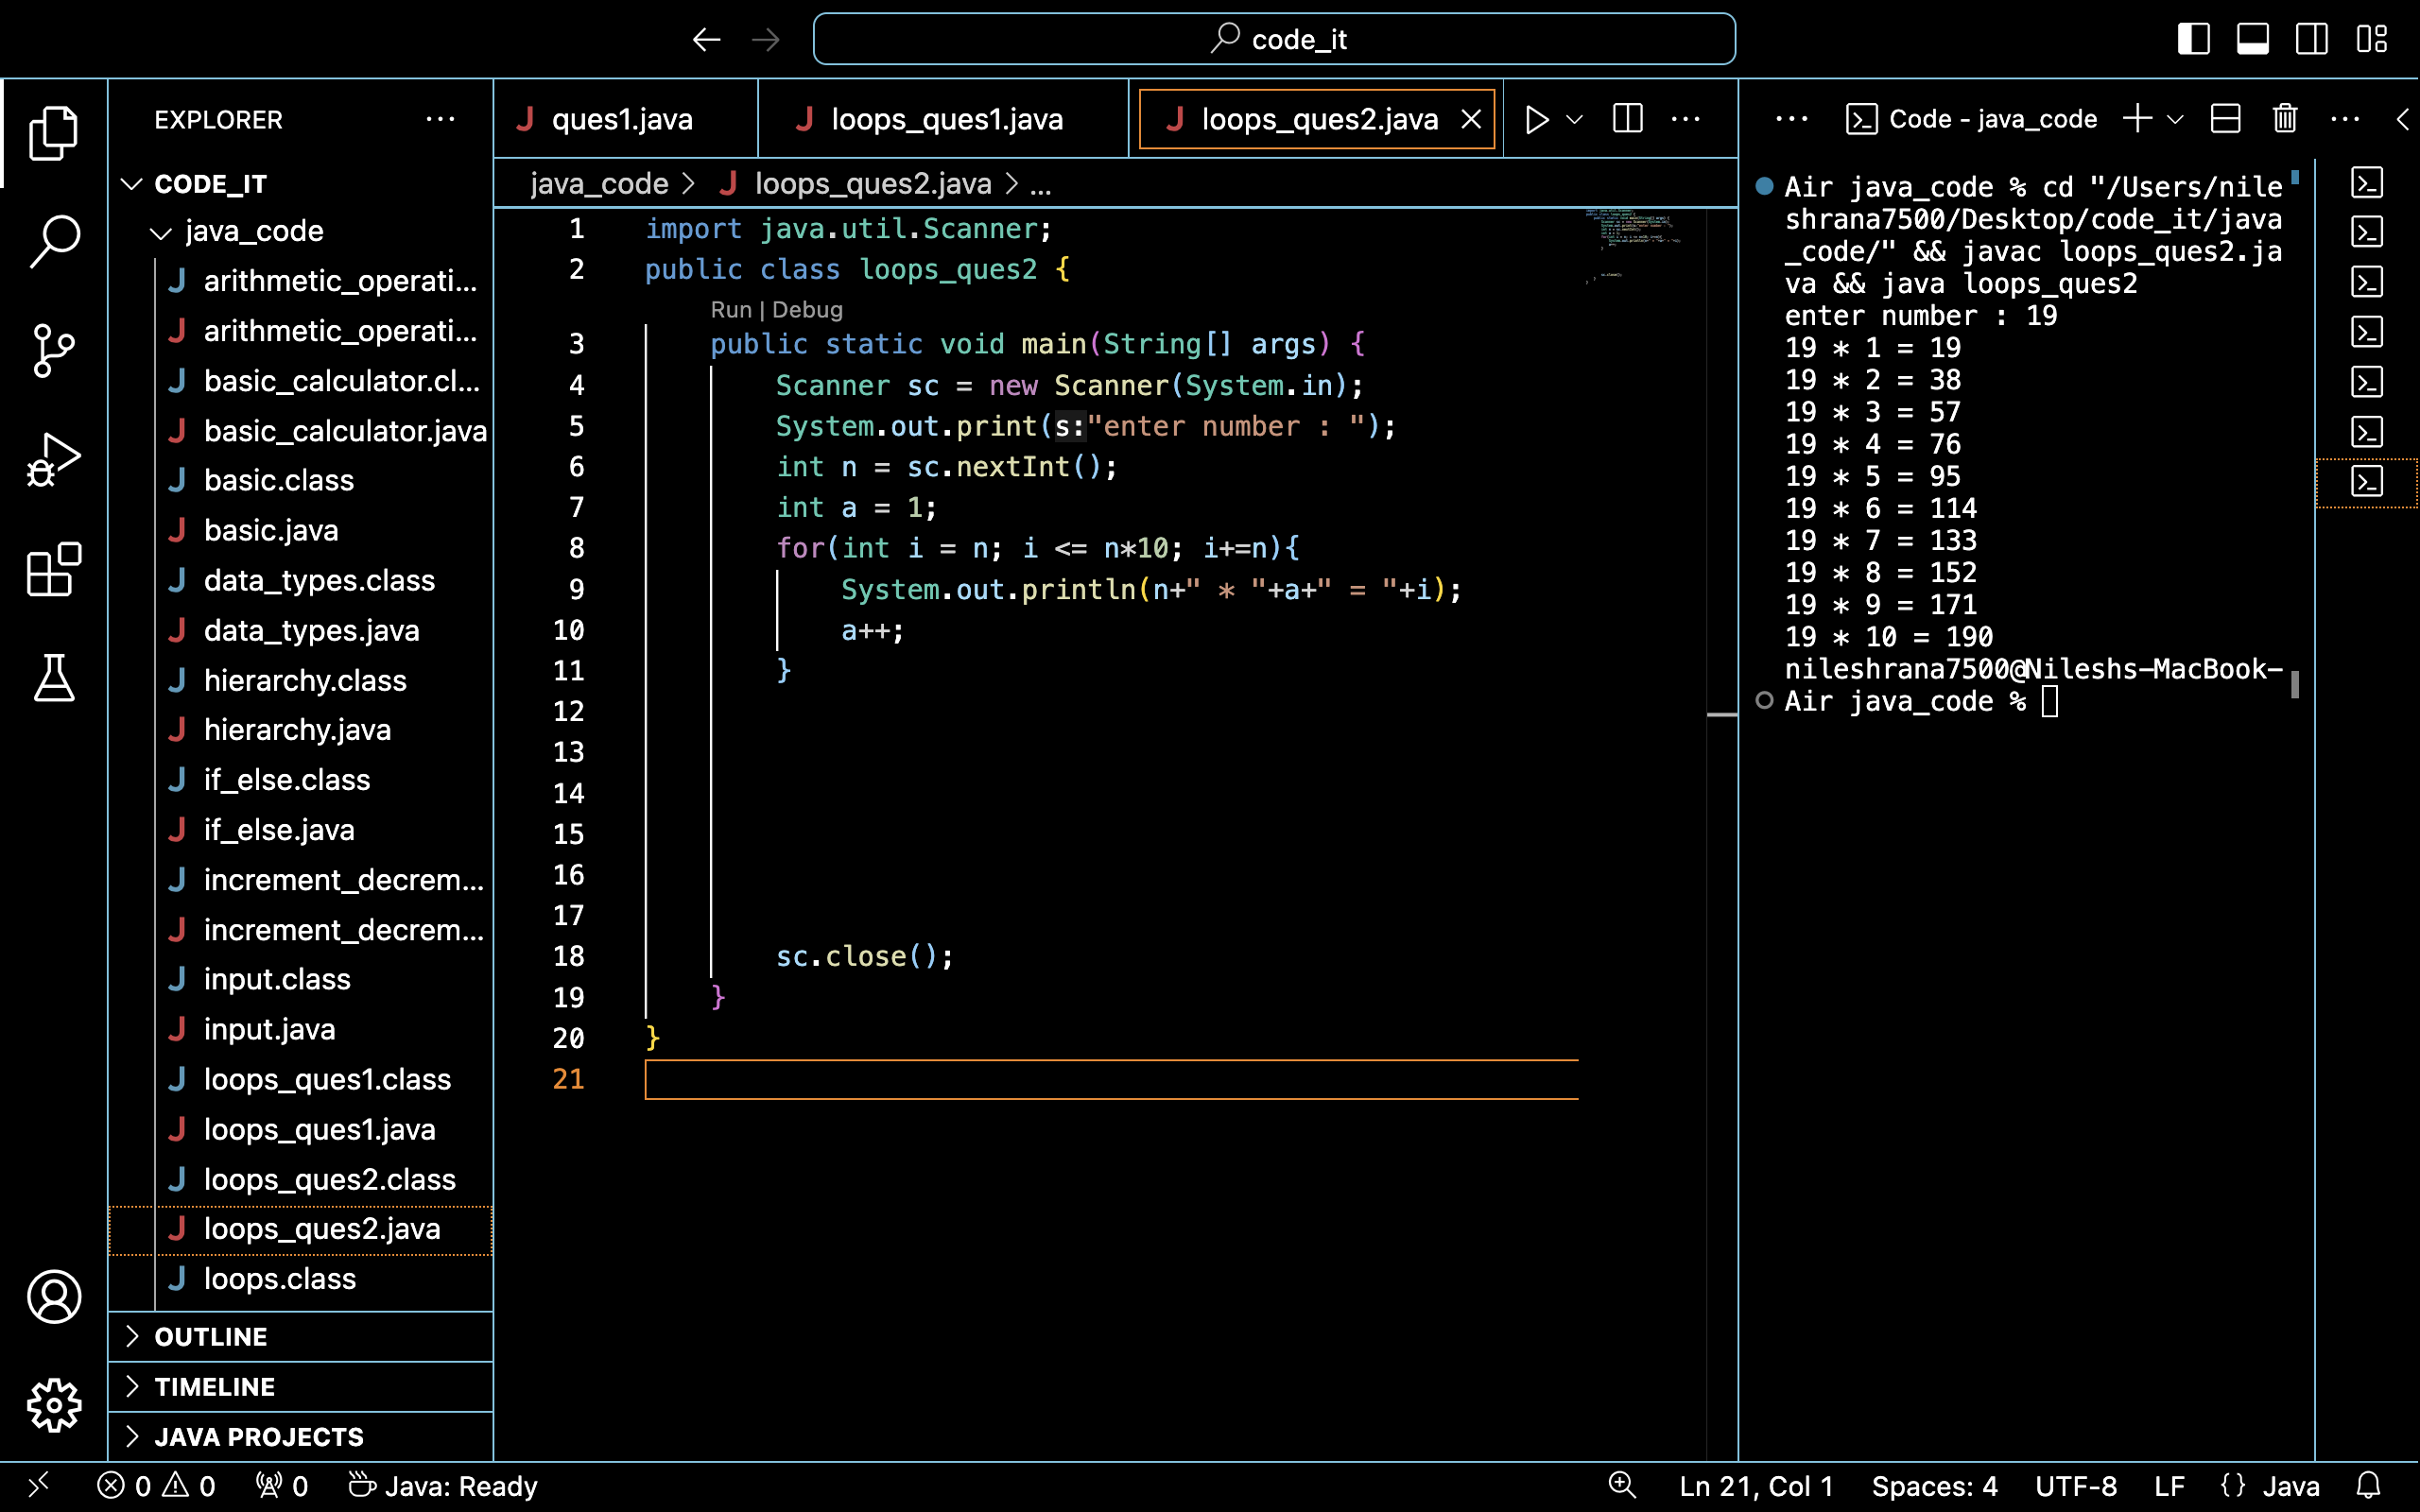 code_it
EXPLORER
CODE_IT
java_code
arithmetic_operati...
arithmetic_operati...
basic_calculator.cl...
basic_calculator.java
basic.class
basic.java
data_types.class
data_types.java
hierarchy.class
hierarchy.java
if_else.class
if_else.java
increment_decrem...
increment_decrem...
input.class
input.java
loops_ques1.class
loops_ques1.java
loops_ques2.class
loops_ques2.java
loops.class
OUTLINE
TIMELINE
JAVA PROJECTS
ques1.java loops_ques1.java loops_ques2.java
java_code > loops_ques2.java > ...
1 import java.util.Scanner;
2 public class loops_ques2 {
Run | Debug
3 public static void main(String[] args) {
4 Scanner sc = new Scanner(System.in);
5 System.out.print(s:"enter number : ");
6 int n = sc.nextInt();
7 int a = 1;
8 for(int i = n; i <= n*10; i+=n){
9 System.out.println(n+" * "+a+" = "+i);
10 a++;
11 }
12
13
14
15
16
17
18 sc.close();
19 }
20 }
21
Code - java_code
Air java_code % cd "/Users/nile
shrana7500/Desktop/code_it/java
_code/" && javac loops_ques2.ja
va && java loops_ques2
enter number : 19
19 * 1 = 19
19 * 2 = 38
19 * 3 = 57
19 * 4 = 76
19 * 5 = 95
19 * 6 = 114
19 * 7 = 133
19 * 8 = 152
19 * 9 = 171
19 * 10 = 190
nileshrana7500@Nileshs-MacBook-
Air java_code %
0 0 0 Java: Ready Ln 21, Col 1 Spaces: 4 UTF-8 LF {} Java